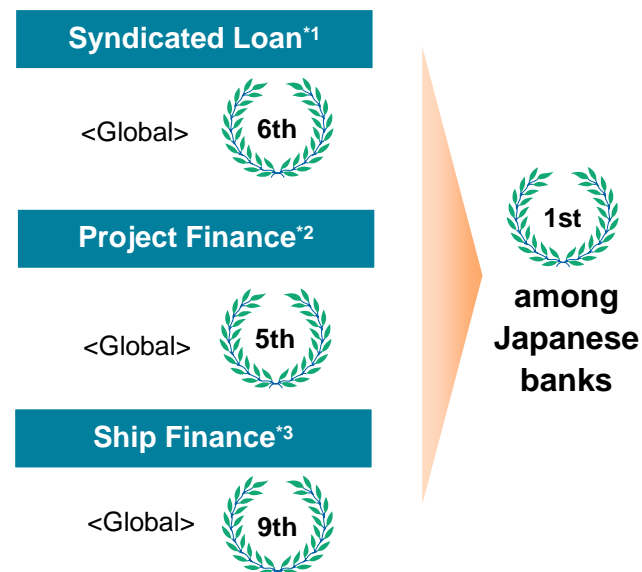 Syndicated Loan*1
<Global>
6th
Project Finance*2
<Global>
5th
Ship Finance*3
<Global>
9th
1st
among
Japanese
banks